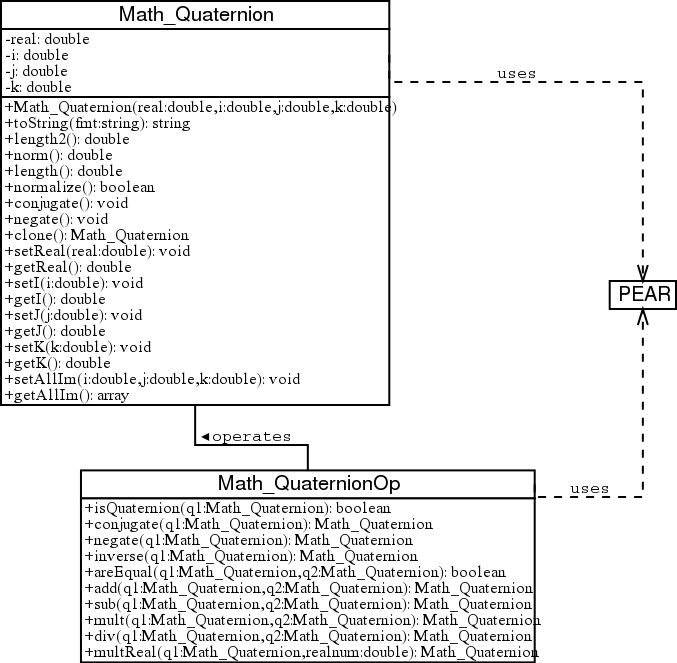 Math_Quaternion
-real: double
-i: double
-j: double
-k: double
+Math_Quaternion(real:double,i:double,j:double,k:double)
+toString(fmt:string): string
+length2(): double
+norm(): double
+length(): double
+normalize(): boolean
+conjugate(): void
+negate(): void
+clone(): Math_Quaternion
+setReal(real:double): void
+getReal(): double
+setI(i:double): void
+getI(): double
+setJ(j:double): void
+getJ(): double
+setK(k:double): void
+getK(): double
+setAllIm(i:double,j:double,k:double): void
+getAllIm(): array
uses
PEAR
operates
Math_QuaternionOp
+isQuaternion(q1:Math_Quaternion): boolean
+conjugate(q1:Math_Quaternion): Math_Quaternion
+negate(q1:Math_Quaternion): Math_Quaternion
+inverse(q1:Math_Quaternion): Math_Quaternion
+areEqual(q1:Math_Quaternion,q2:Math_Quaternion): boolean
+add(q1:Math_Quaternion,q2:Math_Quaternion): Math_Quaternion
+sub(q1:Math_Quaternion,q2:Math_Quaternion): Math_Quaternion
+mult(q1:Math_Quaternion,q2:Math_Quaternion): Math_Quaternion
+div(q1:Math_Quaternion,q2:Math_Quaternion): Math_Quaternion
+multReal(q1:Math_Quaternion,realnum:double): Math_Quaternion
uses